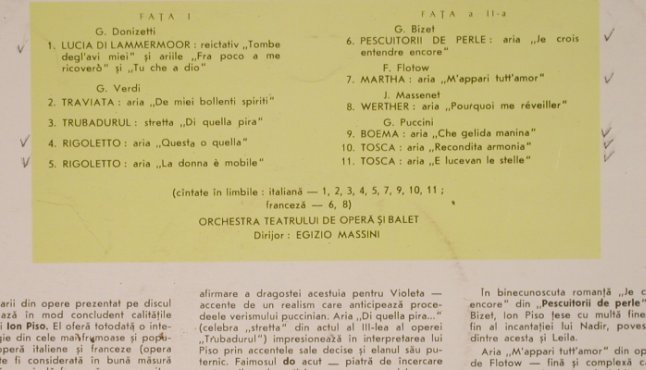 FAȚA I
G. Donizetti
1. LUCIA DI LAMMERMOOR : reictativ „Tombe
degl'avi miei" și ariile „Fra poco a me
ricoverò" și „Tu che a dio"
G. Verdi
2. TRAVIATA : aria „De miei bollenti spiriti"
3. TRUBADURUL : stretta „Di quella pira"
4. RIGOLETTO : aria „Questa o quella"
5. RIGOLETTO : aria „La donna è mobile"
FAȚA a II-a
G. Bizet
6. PESCUITORII DE PERLE : aria „Je crois
entendre encore"
F. Flotow
7. MARTHA : aria „M'appari tutt'amor"
J. Massenet
8. WERTHER : aria „Pourquoi me réveiller"
G. Puccini
9. BOEMA : aria „Che gelida manina"
10. TOSCA : aria „Recondita armonia"
11. TOSCA : aria „E lucevan le stelle"
(cîntate în limbile : italiană — 1, 2, 3, 4, 5, 7, 9, 10, 11 ;
franceză — 6, 8)
ORCHESTRA TEATRULUI DE OPERĂ ȘI BALET
Dirijor : EGIZIO MASSINI
arii din opere prezentat pe discul
ază în mod concludent calitățile
i Ion Piso. El oferă totodată o inte-
gie din cele mai frumoase și popu-
operă italiene și franceze (opera
te fi considerată în bună măsură
afirmare a dragostei acestuia pentru Violeta —
accente de un realism care anticipează proce-
deele verismului puccinian. Aria „Di quella pira..."
(celebra „stretta" din actul al III-lea al operei
„Trubadurul") impresionează în interpretarea lui
Piso prin accentele sale decise și elanul său pu-
ternic. Faimosul do acut — piatră de încercare
În binecunoscuta romanță „Je c
encore" din „Pescuitorii de perle"
Bizet, Ion Piso țese cu multă fine
fin al incantației lui Nadir, poves
dintre acesta și Leila.
Aria „M'appari tutt'amor" din op
de Flotow — fină și complexă co